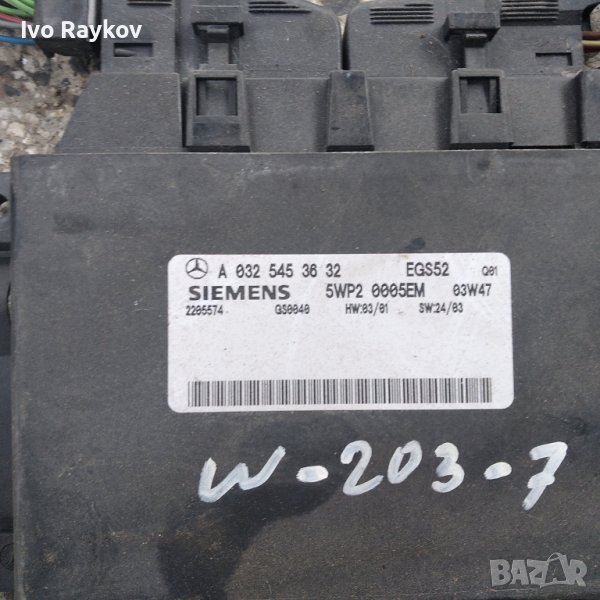 Ivo Raykov
A 032 545 36 32 EGS52 Q01
SIEMENS 5WP2 0005EM 03W47
2205574 GS0040 HW:03/01 SW:24/03
W-203-7
BAZAR